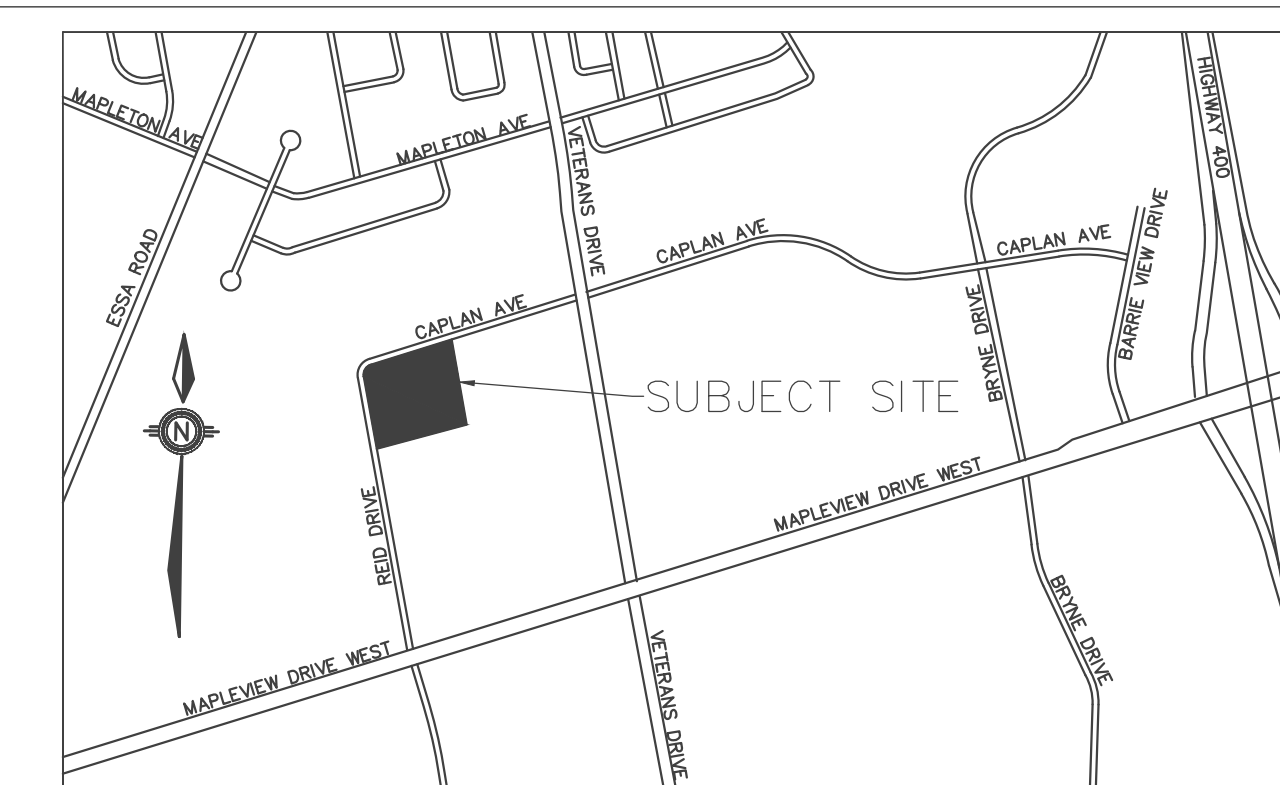 HIGHWAY 400
MAPLETON AVE
MAPLETON AVE
VETERANS DRIVE
ESSA ROAD
CAPLAN AVE
CAPLAN AVE
BARRIE VIEW DRIVE
CAPLAN AVE
BRYNE DRIVE
SUBJECT SITE
N
MAPLEVIEW DRIVE WEST
REID DRIVE
BRYNE DRIVE
MAPLEVIEW DRIVE WEST
VETERANS DRIVE